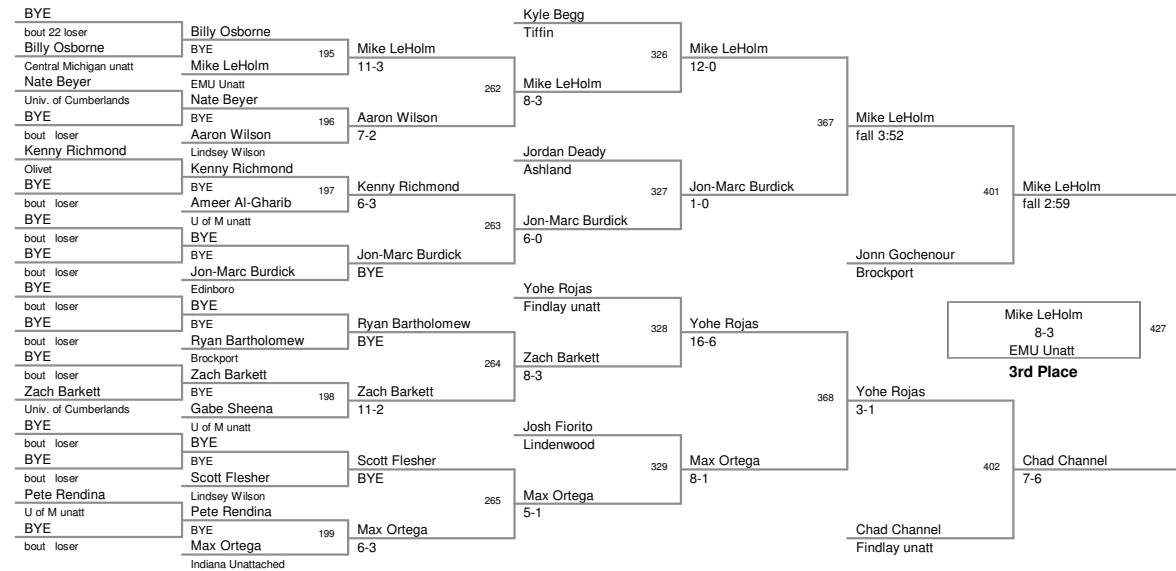 BYE
bout 22 loser
Billy Osborne
Central Michigan unatt
Nate Beyer
Univ. of Cumberlands
BYE
bout loser
Kenny Richmond
Olivet
BYE
bout loser
BYE
bout loser
BYE
bout loser
BYE
bout loser
BYE
bout loser
BYE
bout loser
Zach Barkett
Univ. of Cumberlands
BYE
bout loser
BYE
bout loser
Pete Rendina
U of M unatt
BYE
bout loser
Billy Osborne
BYE
195
Mike LeHolm
EMU Unatt
Nate Beyer
BYE
196
Aaron Wilson
Lindsey Wilson
Kenny Richmond
BYE
197
Ameer Al-Gharib
U of M unatt
BYE
BYE
Jon-Marc Burdick
Edinboro
BYE
BYE
Ryan Bartholomew
Brockport
Zach Barkett
BYE
198
Gabe Sheena
U of M unatt
BYE
BYE
Scott Flesher
Lindsey Wilson
Pete Rendina
BYE
199
Max Ortega
Indiana Unattached
Mike LeHolm
11-3
262
Aaron Wilson
7-2
Kenny Richmond
6-3
263
Jon-Marc Burdick
BYE
Ryan Bartholomew
BYE
264
Zach Barkett
11-2
Scott Flesher
BYE
265
Max Ortega
6-3
Kyle Begg
Tiffin
326
Mike LeHolm
8-3
Jordan Deady
Ashland
327
Jon-Marc Burdick
6-0
Yohe Rojas
Findlay unatt
328
Zach Barkett
8-3
Josh Fiorito
Lindenwood
329
Max Ortega
5-1
Mike LeHolm
12-0
367
Jon-Marc Burdick
1-0
Yohe Rojas
16-6
368
Max Ortega
8-1
Mike LeHolm
fall 3:52
401
Jonn Gochenour
Brockport
Yohe Rojas
3-1
402
Chad Channel
Findlay unatt
Mike LeHolm
fall 2:59
Mike LeHolm
8-3
427
EMU Unatt
3rd Place
Chad Channel
7-6